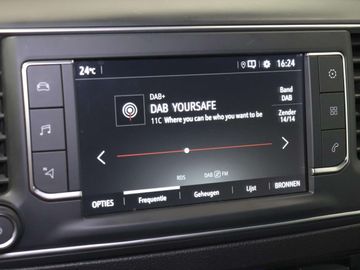 24°C 16:24
DAB+
DAB YOURSAFE
11C Where you can be who you want to be
Band
DAB
Zender
14/14
RDS DAB FM
OPTIES Frequentie Geheugen Lijst BRONNEN